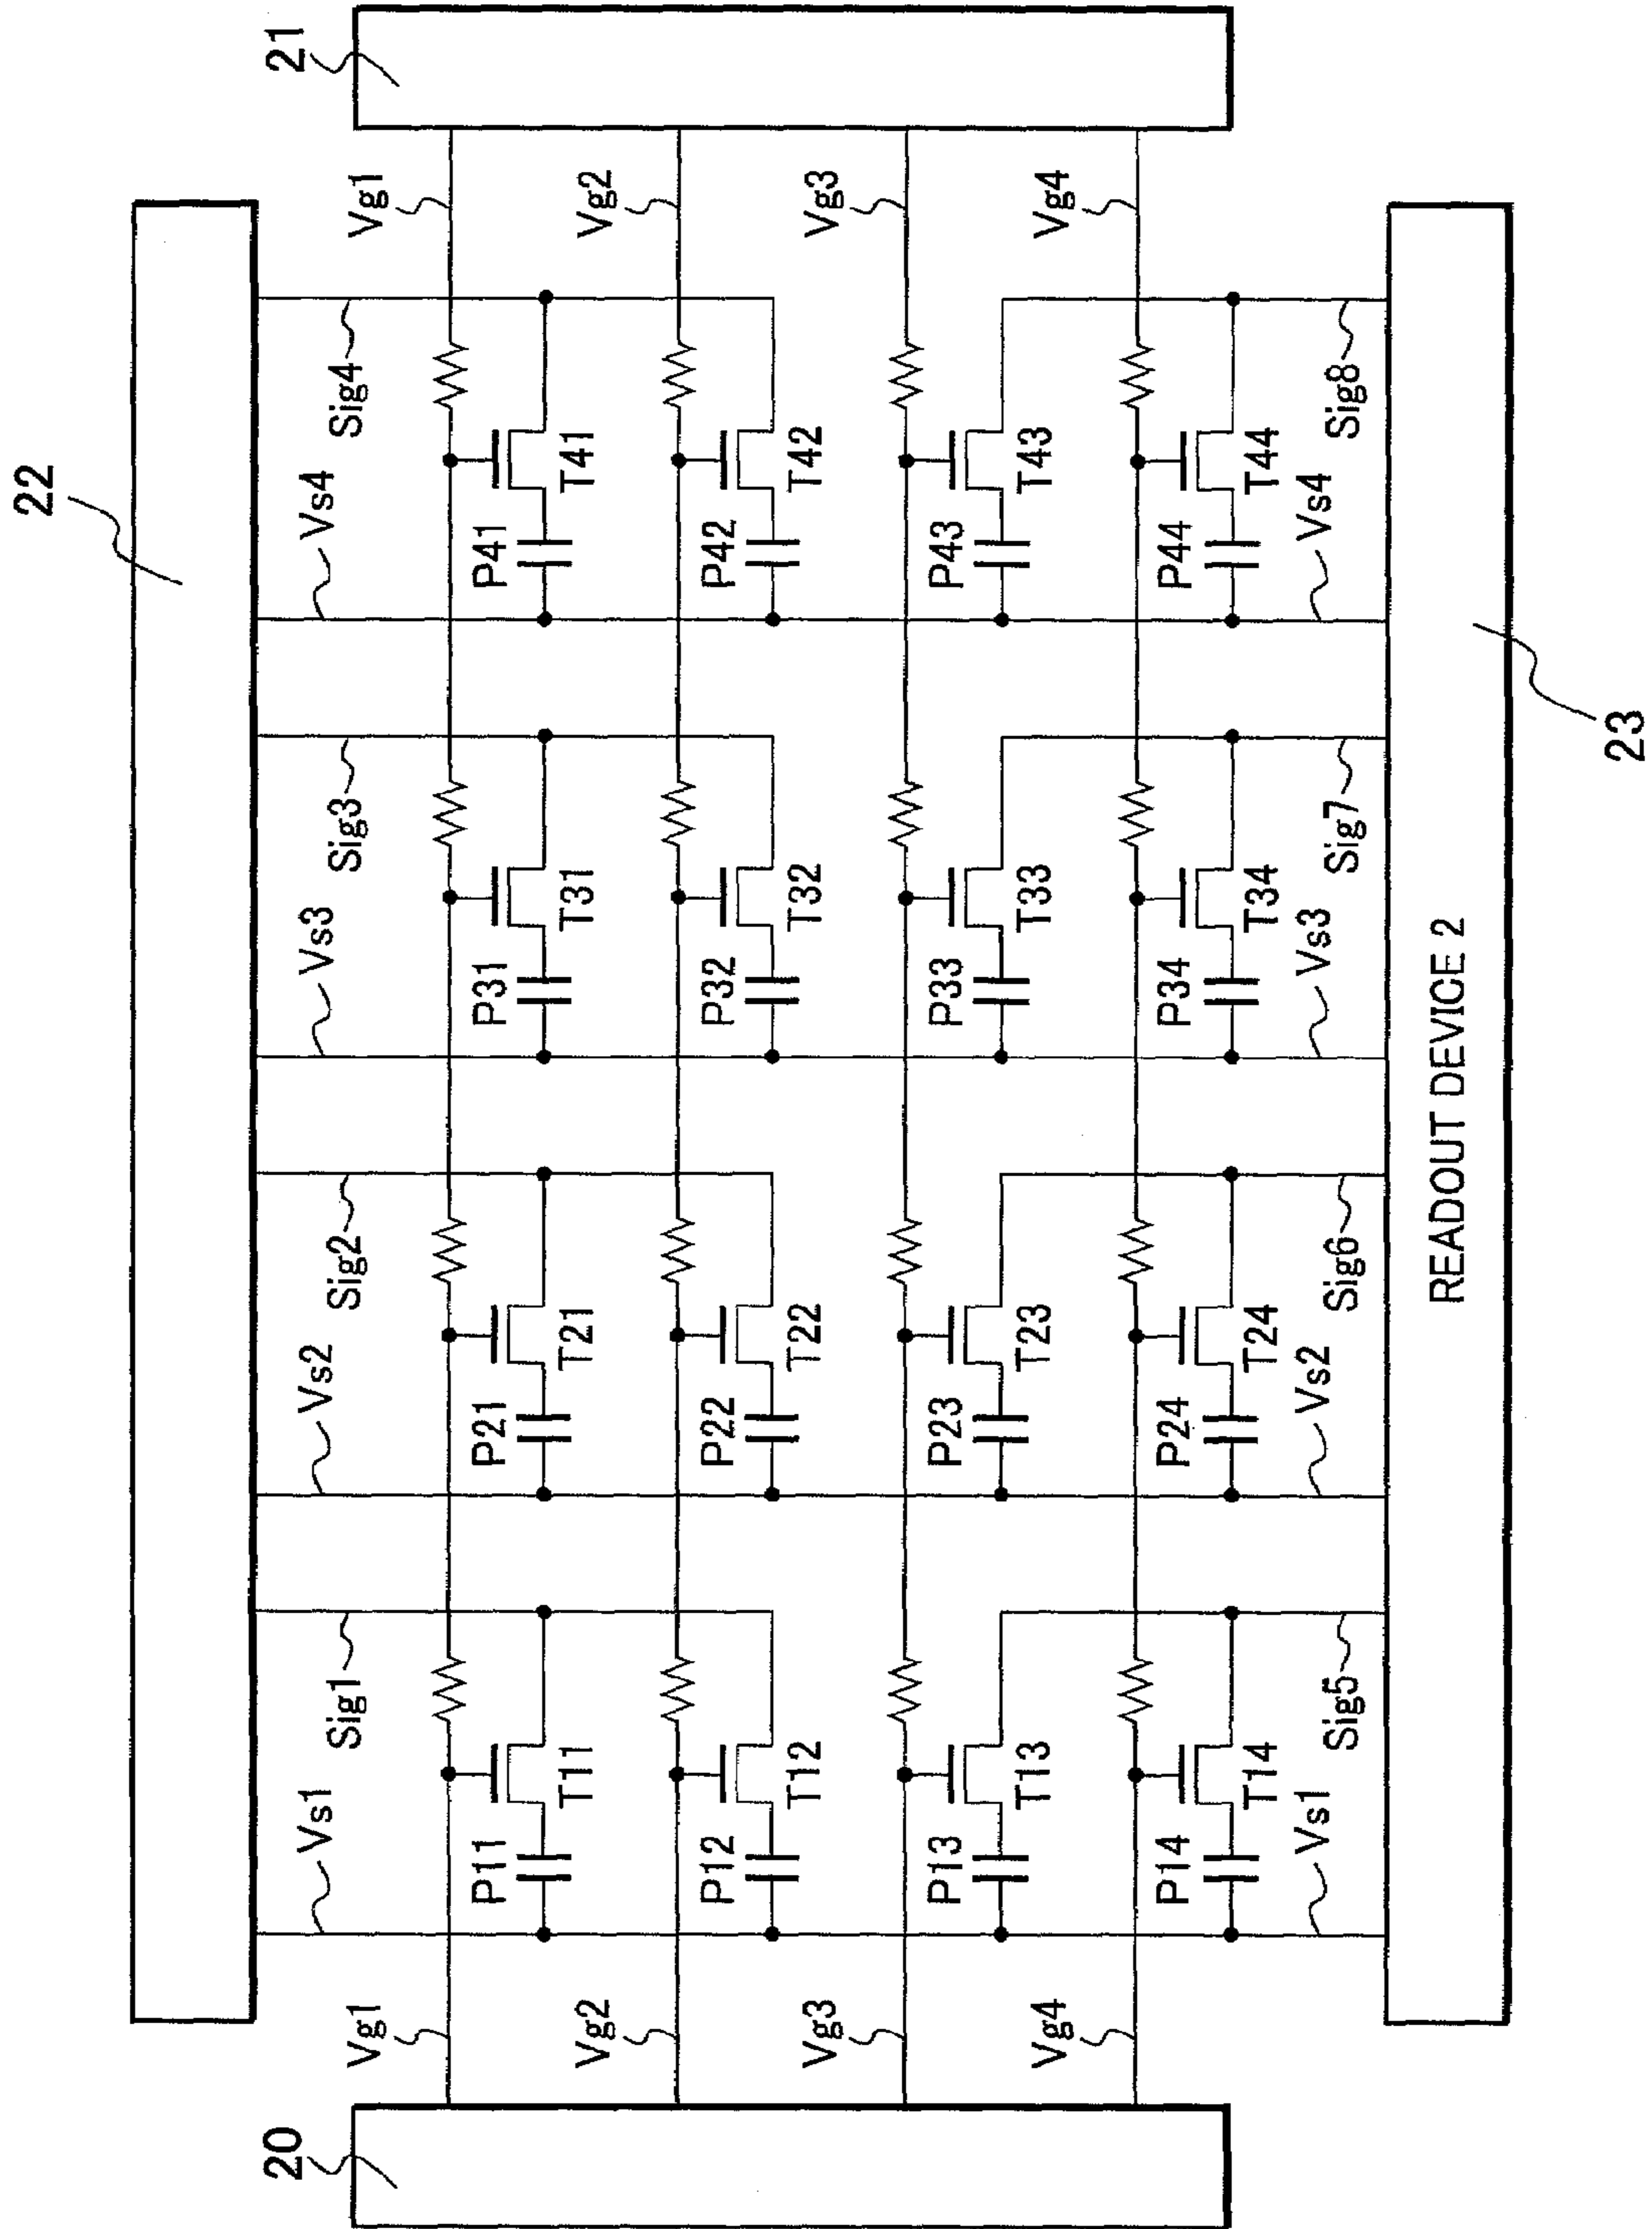 22
20 21
Vs1 Vs2 Vs3 Vs4
Sig1 Sig2 Sig3 Sig4
Vg1 Vg1
P11 P21 P31 P41
T11 T21 T31 T41
Vg2 Vg2
P12 P22 P32 P42
T12 T22 T32 T42
Vg3 Vg3
P13 P23 P33 P43
T13 T23 T33 T43
Vg4 Vg4
P14 P24 P34 P44
T14 T24 T34 T44
Vs1 Vs2 Vs3 Vs4
Sig5 Sig6 Sig7 Sig8
READOUT DEVICE 2
23